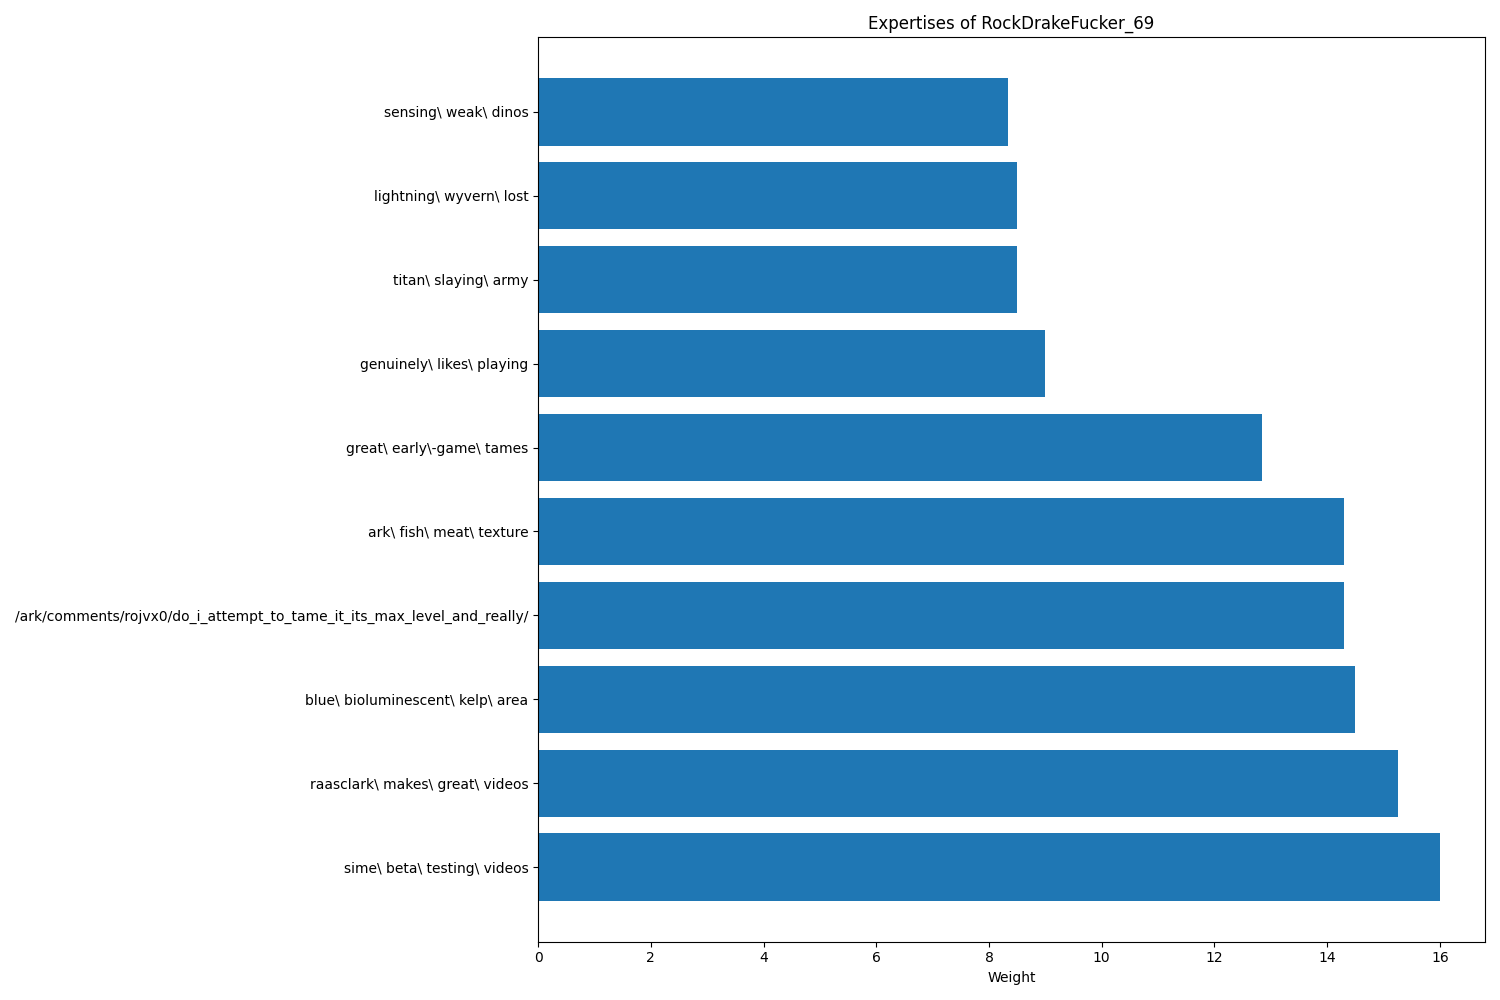 Expertises of RockDrakeFucker_69
sensing\ weak\ dinos
lightning\ wyvern\ lost
titan\ slaying\ army
genuinely\ likes\ playing
great\ early\-game\ tames
ark\ fish\ meat\ texture
/ark/comments/rojvx0/do_i_attempt_to_tame_it_its_max_level_and_really/
blue\ bioluminescent\ kelp\ area
raasclark\ makes\ great\ videos
sime\ beta\ testing\ videos
0 2 4 6 8 10 12 14 16
Weight